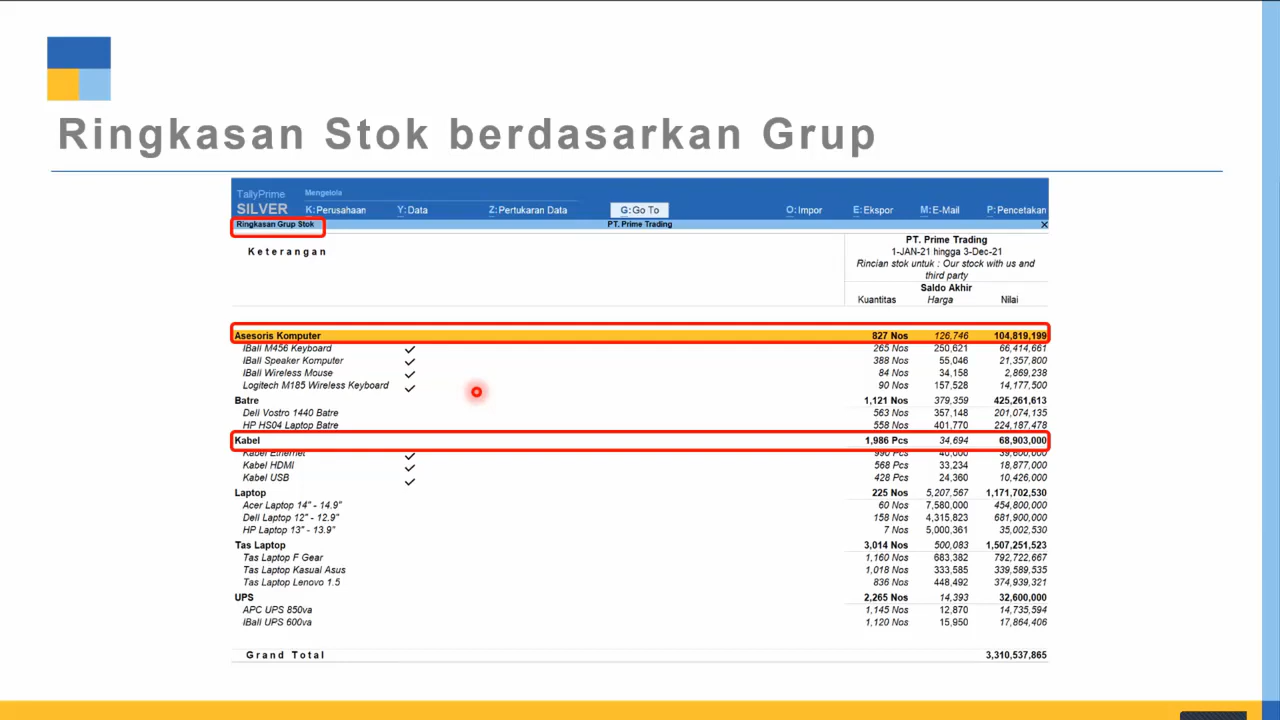 Ringkasan Stok berdasarkan Grup
TallyPrime Mengelola
SILVER K:Perusahaan Y:Data Z:Pertukaran Data G:Go To O:Impor E:Ekspor M:E-Mail P:Pencetakan
Ringkasan Grup Stok PT. Prime Trading
Keterangan
PT. Prime Trading
1-JAN-21 hingga 3-Dec-21
Rincian stok untuk : Our stock with us and
third party
Saldo Akhir
Kuantitas Harga Nilai
Asesoris Komputer 827 Nos 126,746 104,819,199
IBall M456 Keyboard 265 Nos 250,621 66,414,661
IBall Speaker Komputer 388 Nos 55,046 21,357,800
IBall Wireless Mouse 84 Nos 34,158 2,869,238
Logitech M185 Wireless Keyboard 90 Nos 157,528 14,177,500
Batre 1,121 Nos 379,359 425,261,613
Dell Vostro 1440 Batre 563 Nos 357,148 201,074,135
HP HS04 Laptop Batre 558 Nos 401,770 224,187,478
Kabel 1,986 Pcs 34,694 68,903,000
Kabel Ethernet 990 Pcs 40,000 39,600,000
Kabel HDMI 568 Pcs 33,234 18,877,000
Kabel USB 428 Pcs 24,360 10,426,000
Laptop 225 Nos 5,207,567 1,171,702,530
Acer Laptop 14" - 14.9" 60 Nos 7,580,000 454,800,000
Dell Laptop 12" - 12.9" 158 Nos 4,315,823 681,900,000
HP Laptop 13" - 13.9" 7 Nos 5,000,361 35,002,530
Tas Laptop 3,014 Nos 500,083 1,507,251,523
Tas Laptop F Gear 1,160 Nos 683,382 792,722,667
Tas Laptop Kasual Asus 1,018 Nos 333,585 339,589,535
Tas Laptop Lenovo 1.5 836 Nos 448,492 374,939,321
UPS 2,265 Nos 14,393 32,600,000
APC UPS 850va 1,145 Nos 12,870 14,735,594
IBall UPS 600va 1,120 Nos 15,950 17,864,406
Grand Total 3,310,537,865